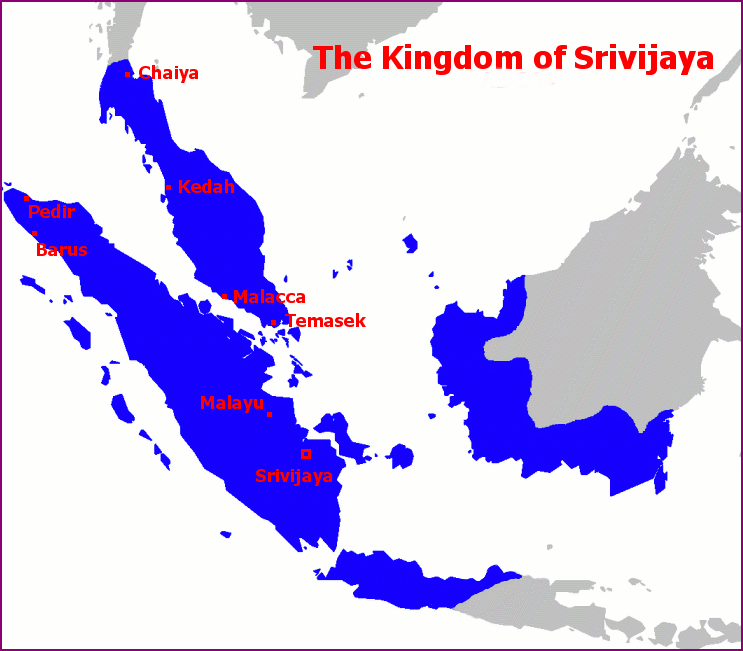 The Kingdom of Srivijaya
Chaiya
Kedah
Pedir
Barus
Malacca
Temasek
Malayu
Srivijaya